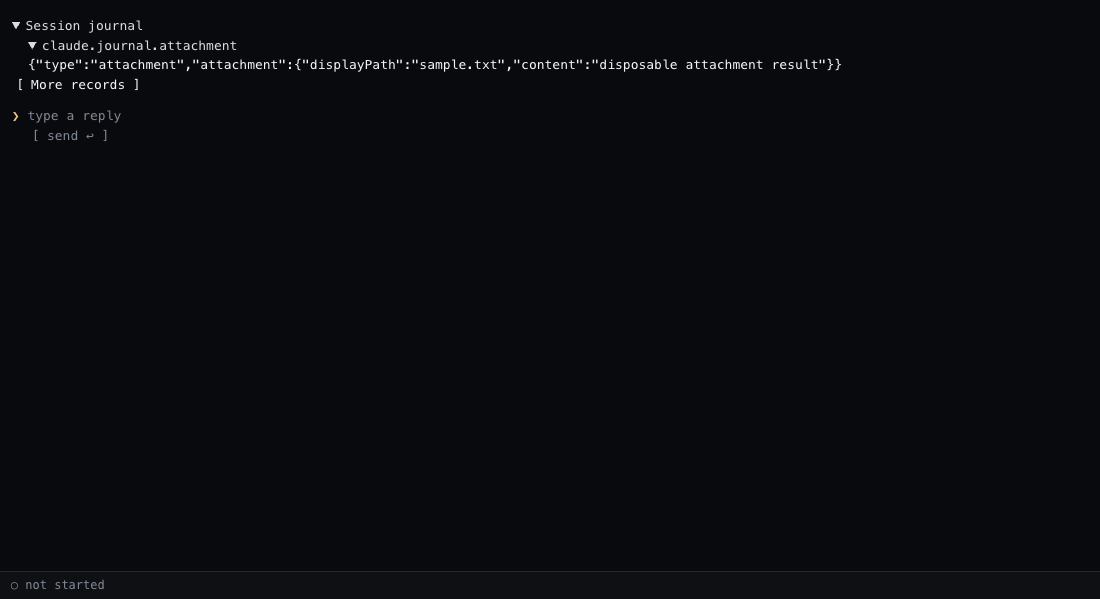 ▼ Session journal
▼ claude.journal.attachment
{"type":"attachment","attachment":{"displayPath":"sample.txt","content":"disposable attachment result"}}
[ More records ]
❯ type a reply
[ send ↩ ]
○ not started